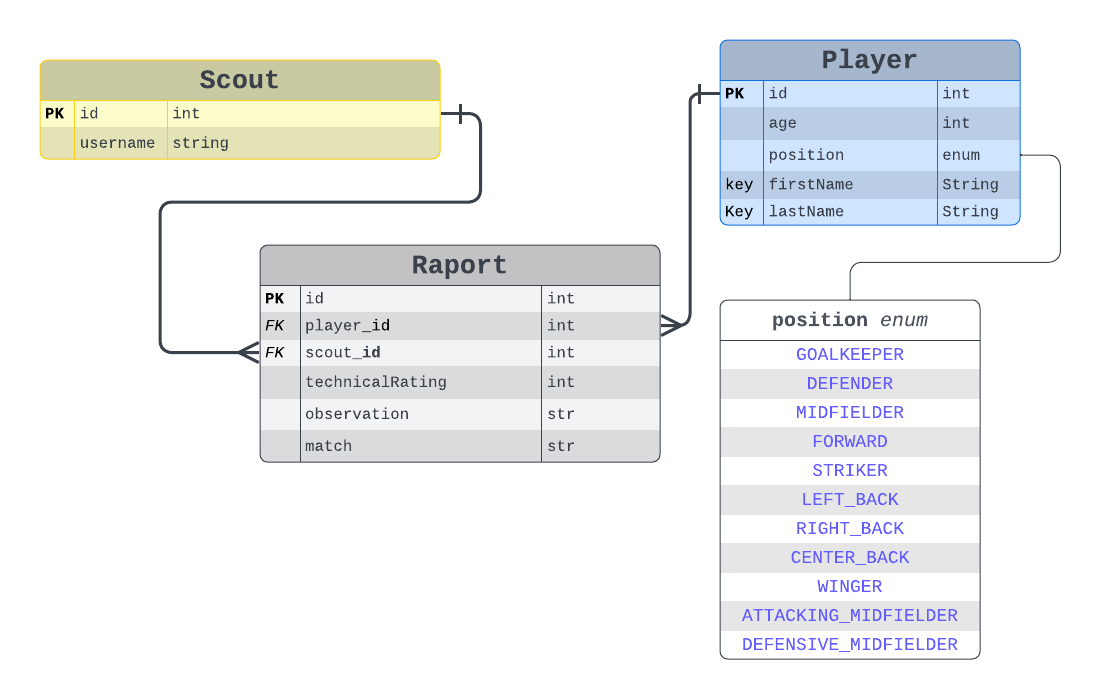 Scout
PK id int
username string
Player
PK id int
age int
position enum
key firstName String
Key lastName String
Raport
PK id int
FK player_id int
FK scout_id int
technicalRating int
observation str
match str
position enum
GOALKEEPER
DEFENDER
MIDFIELDER
FORWARD
STRIKER
LEFT_BACK
RIGHT_BACK
CENTER_BACK
WINGER
ATTACKING_MIDFIELDER
DEFENSIVE_MIDFIELDER